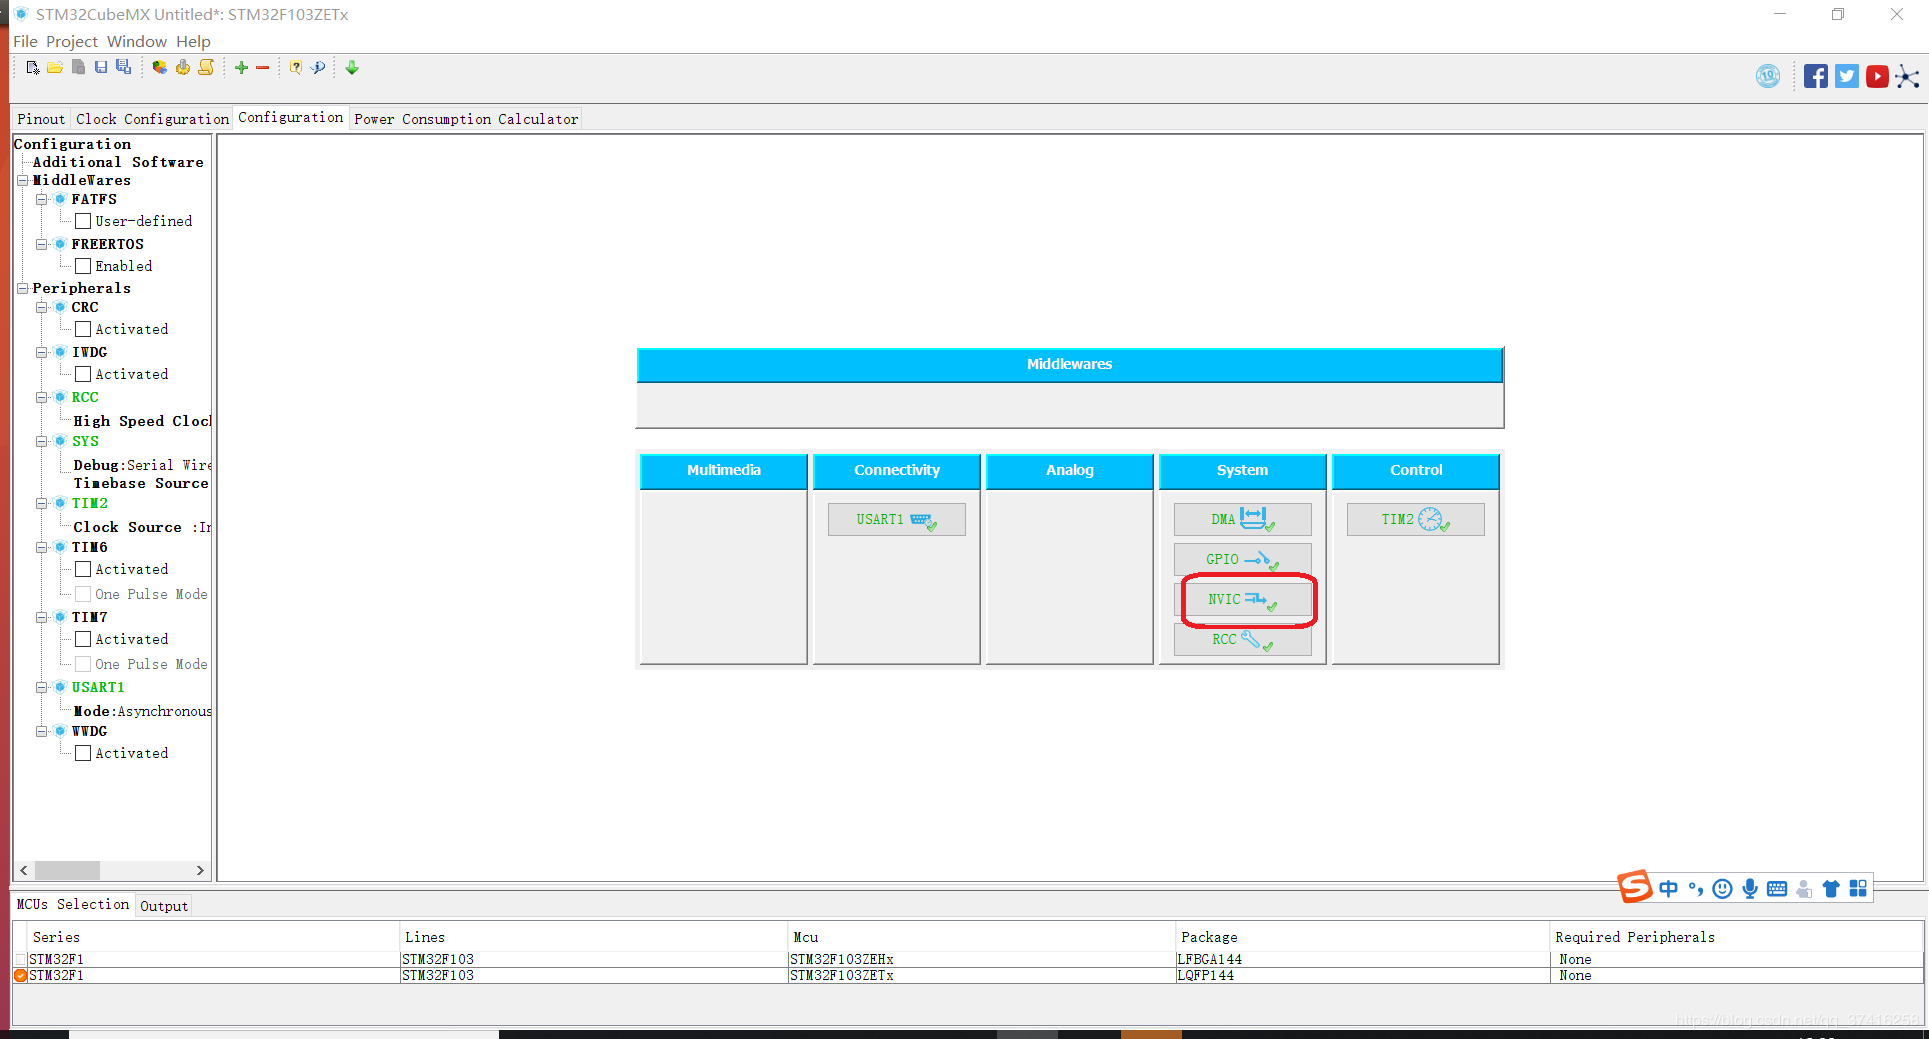 STM32CubeMX Untitled*: STM32F103ZETx
File Project Window Help
10
Pinout Clock Configuration Configuration Power Consumption Calculator
Configuration
Additional Software
MiddleWares
FATFS
User-defined
FREERTOS
Enabled
Peripherals
CRC
Activated
IWDG
Activated
RCC
High Speed Cloc
SYS
Debug:Serial Wire
Timebase Source
TIM2
Clock Source :In
TIM6
Activated
One Pulse Mode
TIM7
Activated
One Pulse Mode
USART1
Mode:Asynchronous
WWDG
Activated
Middlewares
Multimedia Connectivity Analog System Control
USART1 DMA TIM2
GPIO
NVIC
RCC
中
MCUs Selection Output
Series Lines Mcu Package Required Peripherals
STM32F1 STM32F103 STM32F103ZEHx LFBGA144 None
STM32F1 STM32F103 STM32F103ZETx LQFP144 None
https://blog.csdn.net/qq_37416258